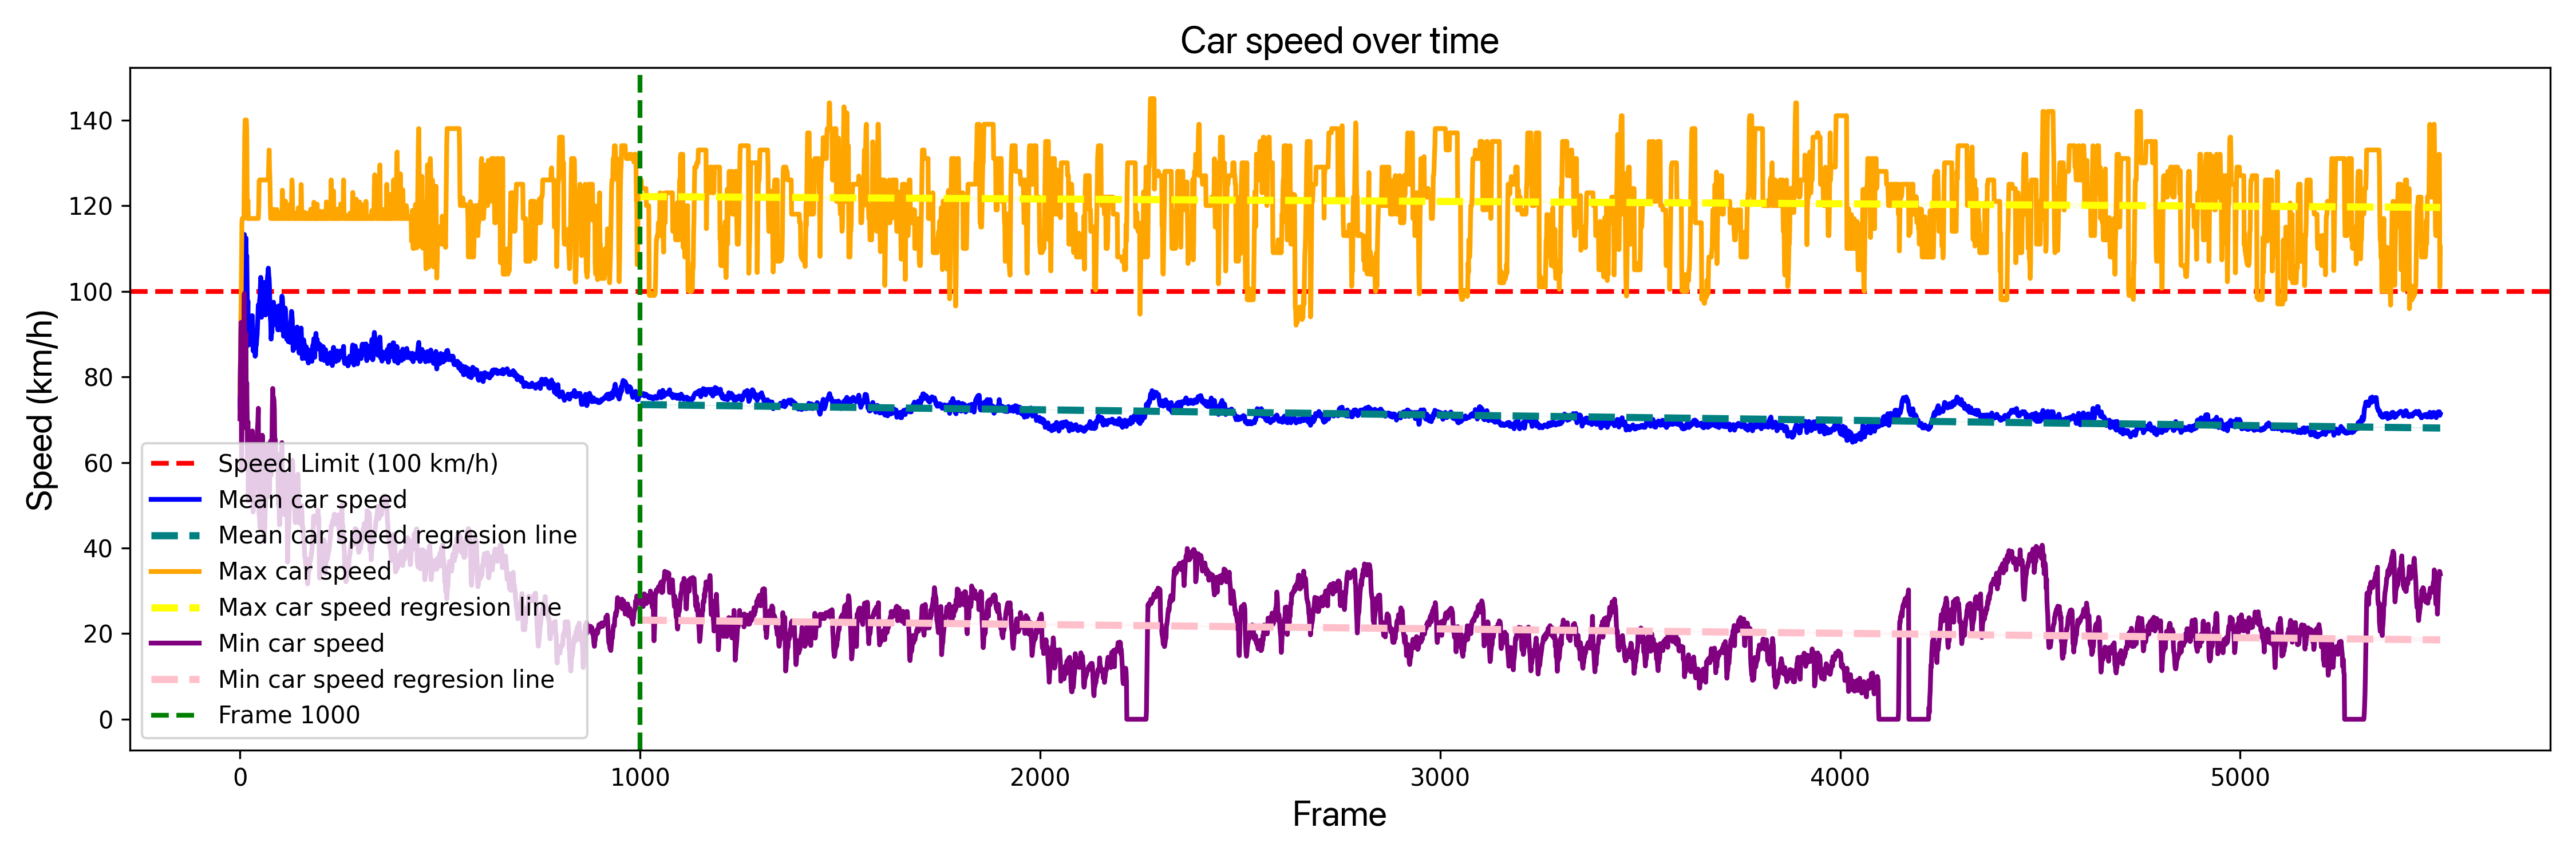 Car speed over time
Speed (km/h)
140
120
100
80
60
40
20
0
Speed Limit (100 km/h)
Mean car speed
Mean car speed regresion line
Max car speed
Max car speed regresion line
Min car speed
Min car speed regresion line
Frame 1000
0 1000 2000 3000 4000 5000
Frame